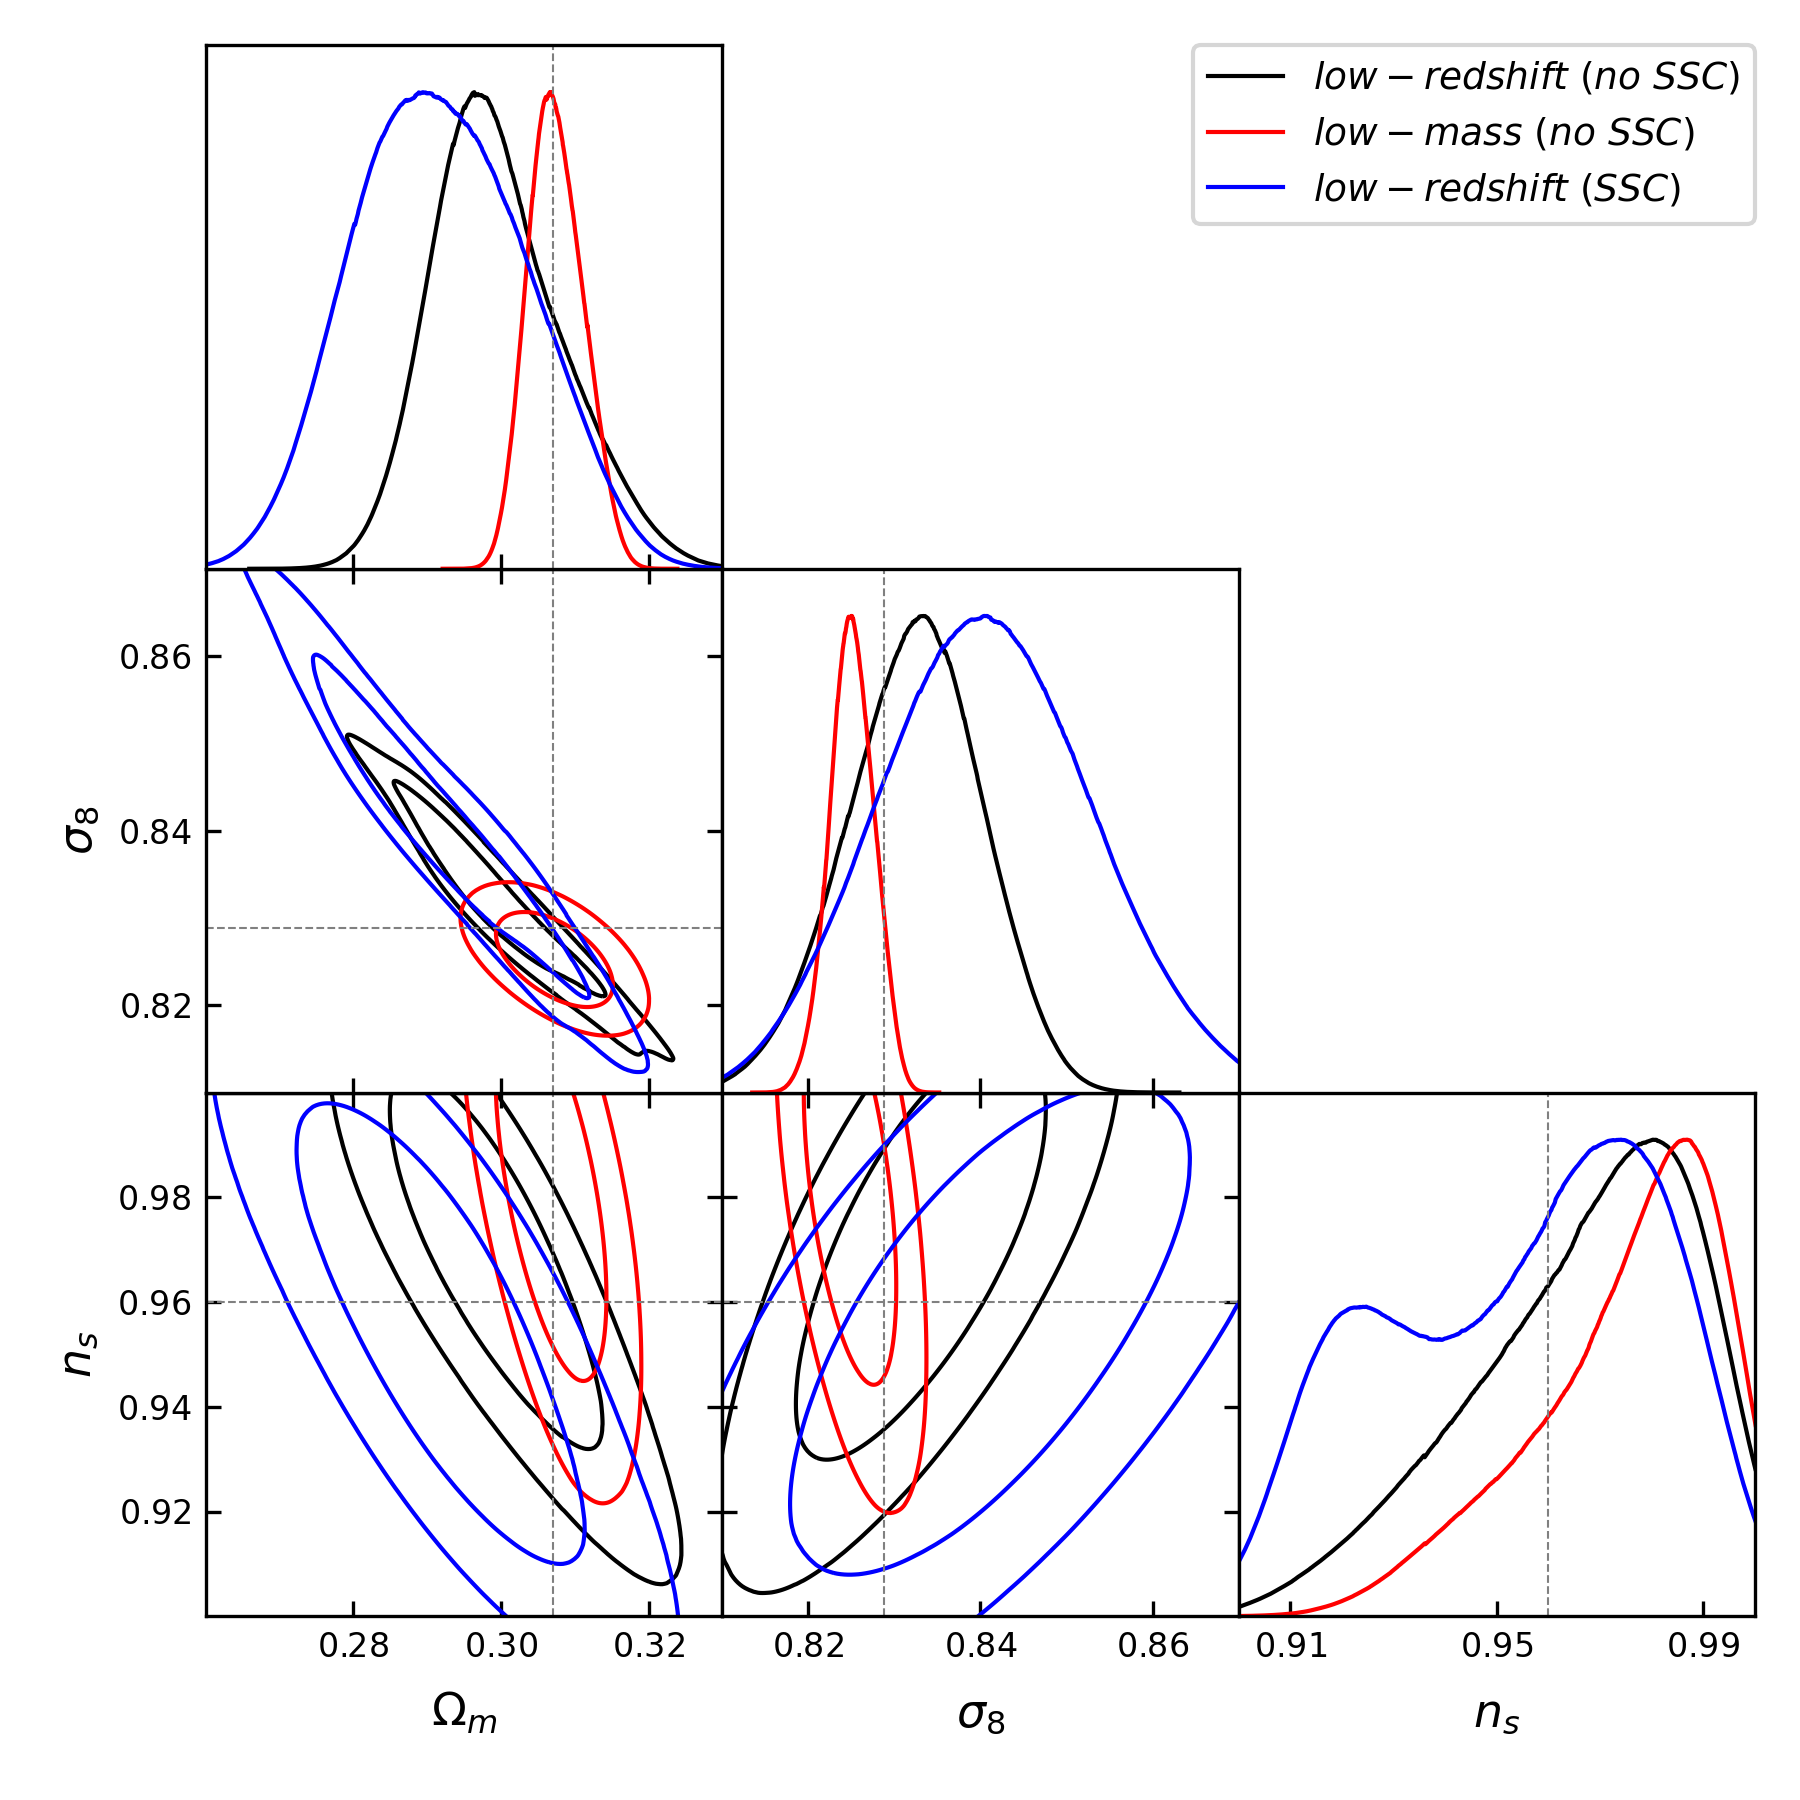 low − redshift (no SSC)
low − mass (no SSC)
low − redshift (SSC)
0.86
0.84
0.82
σ8
0.98
0.96
0.94
0.92
ns
0.28 0.30 0.32 0.82 0.84 0.86 0.91 0.95 0.99
Ωm σ8 ns